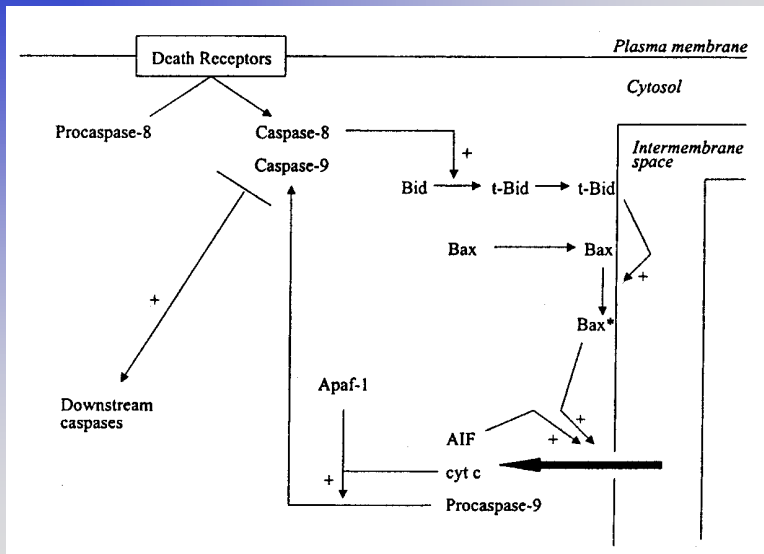 Plasma membrane
Death Receptors
Cytosol
Procaspase-8
Caspase-8
Intermembrane
space
+
Caspase-9
Bid
t-Bid
t-Bid
Bax
Bax
+
+
Bax*
Apaf-1
Downstream
caspases
AIF
+
+
cyt c
+
Procaspase-9